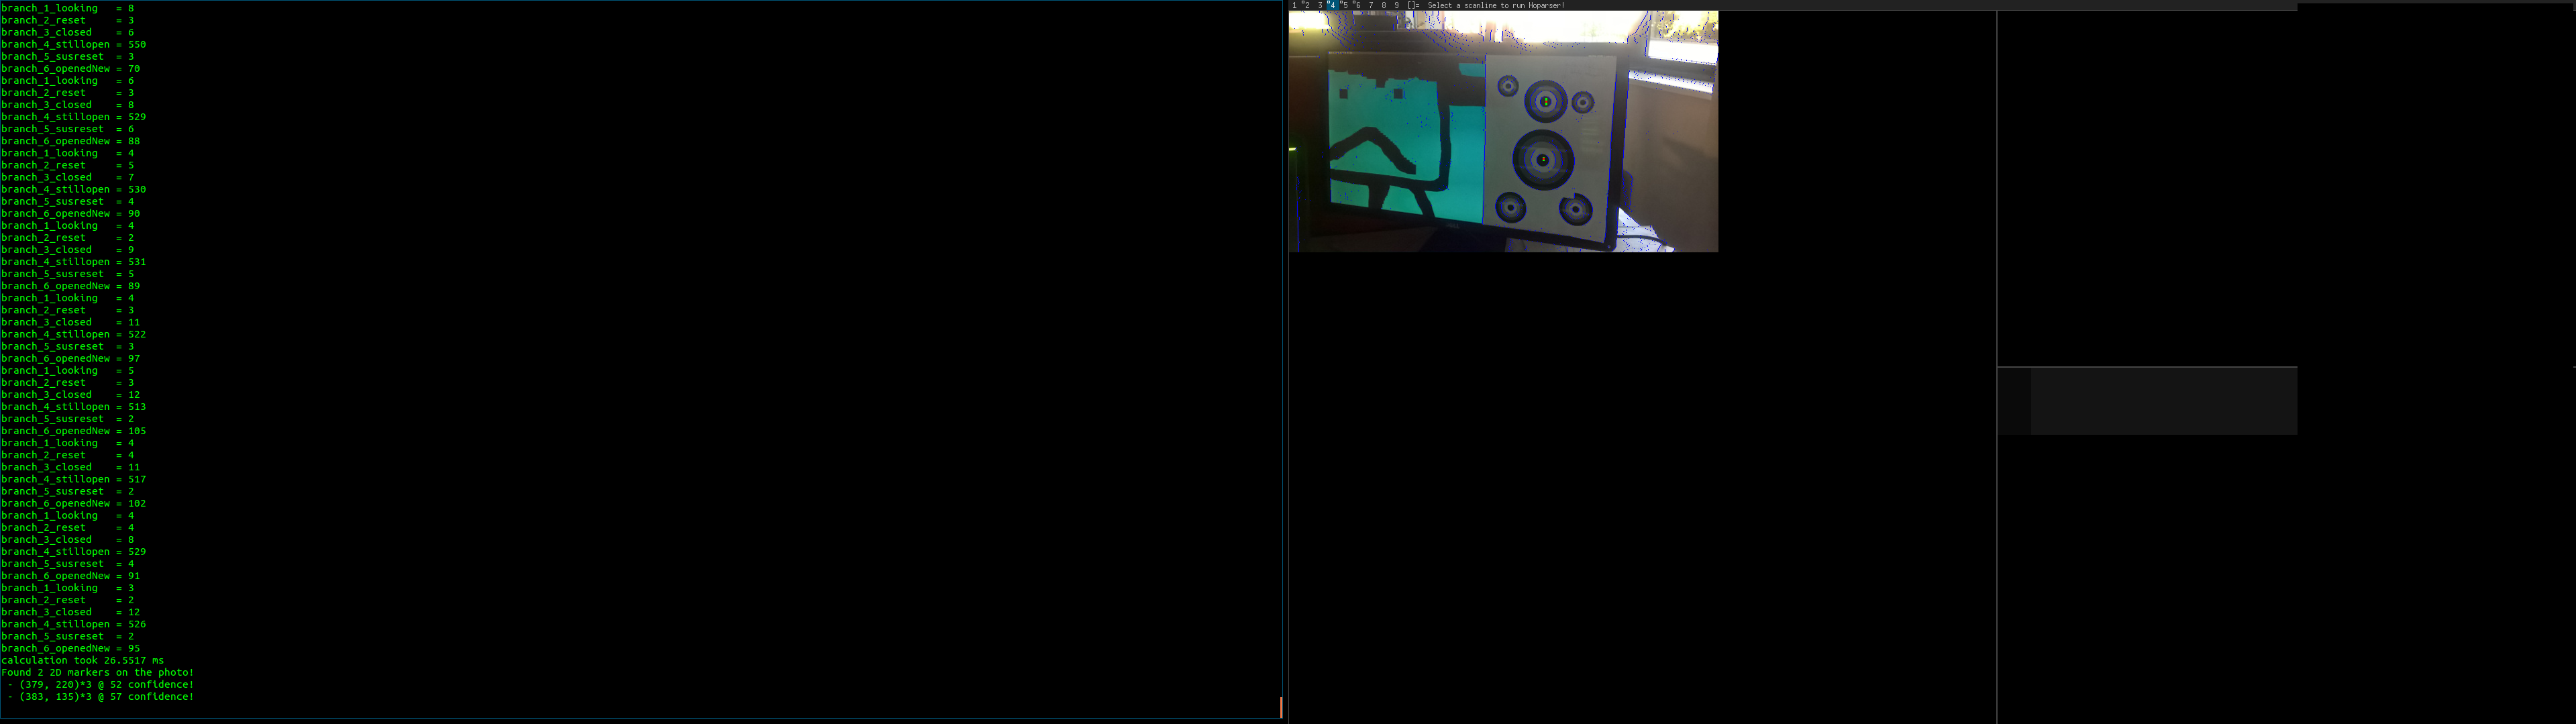 branch_1_looking   = 8
branch_2_reset     = 3
branch_3_closed    = 6
branch_4_stillopen = 550
branch_5_susreset  = 3
branch_6_openedNew = 70
branch_1_looking   = 6
branch_2_reset     = 3
branch_3_closed    = 8
branch_4_stillopen = 529
branch_5_susreset  = 6
branch_6_openedNew = 88
branch_1_looking   = 4
branch_2_reset     = 5
branch_3_closed    = 7
branch_4_stillopen = 530
branch_5_susreset  = 4
branch_6_openedNew = 90
branch_1_looking   = 4
branch_2_reset     = 2
branch_3_closed    = 9
branch_4_stillopen = 531
branch_5_susreset  = 5
branch_6_openedNew = 89
branch_1_looking   = 4
branch_2_reset     = 3
branch_3_closed    = 11
branch_4_stillopen = 522
branch_5_susreset  = 3
branch_6_openedNew = 97
branch_1_looking   = 5
branch_2_reset     = 3
branch_3_closed    = 12
branch_4_stillopen = 513
branch_5_susreset  = 2
branch_6_openedNew = 105
branch_1_looking   = 4
branch_2_reset     = 4
branch_3_closed    = 11
branch_4_stillopen = 517
branch_5_susreset  = 2
branch_6_openedNew = 102
branch_1_looking   = 4
branch_2_reset     = 4
branch_3_closed    = 8
branch_4_stillopen = 529
branch_5_susreset  = 4
branch_6_openedNew = 91
branch_1_looking   = 3
branch_2_reset     = 2
branch_3_closed    = 12
branch_4_stillopen = 526
branch_5_susreset  = 2
branch_6_openedNew = 95
calculation took 26.5517 ms
Found 2 2D markers on the photo!
 - (379, 220)*3 @ 52 confidence!
 - (383, 135)*3 @ 57 confidence!
1 2 3 4 5 6 7 8 9 []= Select a scanline to run Hoparser!